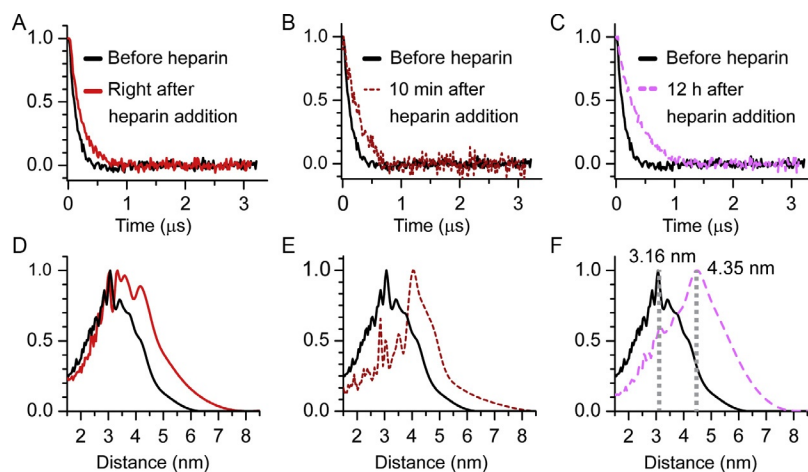 A
1.0
0.5
0.0
Before heparin
Right after
heparin addition
0
1
2
3
Time (μs)
B
1.0
0.5
0.0
Before heparin
10 min after
heparin addition
0
1
2
3
Time (μs)
C
1.0
0.5
0.0
Before heparin
12 h after
heparin addition
0
1
2
3
Time (μs)
D
1.0
0.5
0.0
2
3
4
5
6
7
8
Distance (nm)
E
1.0
0.5
0.0
2
3
4
5
6
7
8
Distance (nm)
F
3.16 nm
4.35 nm
1.0
0.5
0.0
2
3
4
5
6
7
8
Distance (nm)